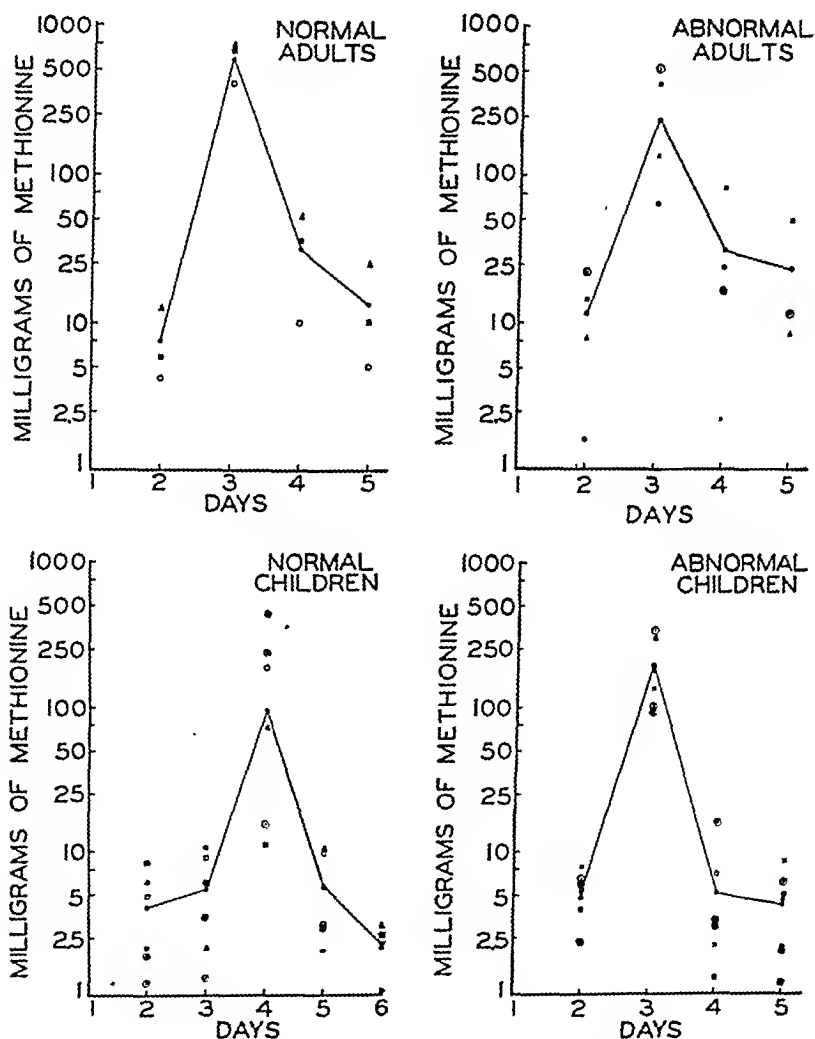 NORMAL
ADULTS
MILLIGRAMS OF METHIONINE
1000
500
250
100
50
25
10
5
2.5
1
1 2 3 4 5
DAYS
ABNORMAL
ADULTS
MILLIGRAMS OF METHIONINE
1000
500
250
100
50
25
10
5
2.5
1
1 2 3 4 5
DAYS
NORMAL
CHILDREN
MILLIGRAMS OF METHIONINE
1000
500
250
100
50
25
10
5
2.5
1
1 2 3 4 5 6
DAYS
ABNORMAL
CHILDREN
MILLIGRAMS OF METHIONINE
1000
500
250
100
50
25
10
5
2.5
1
1 2 3 4 5
DAYS